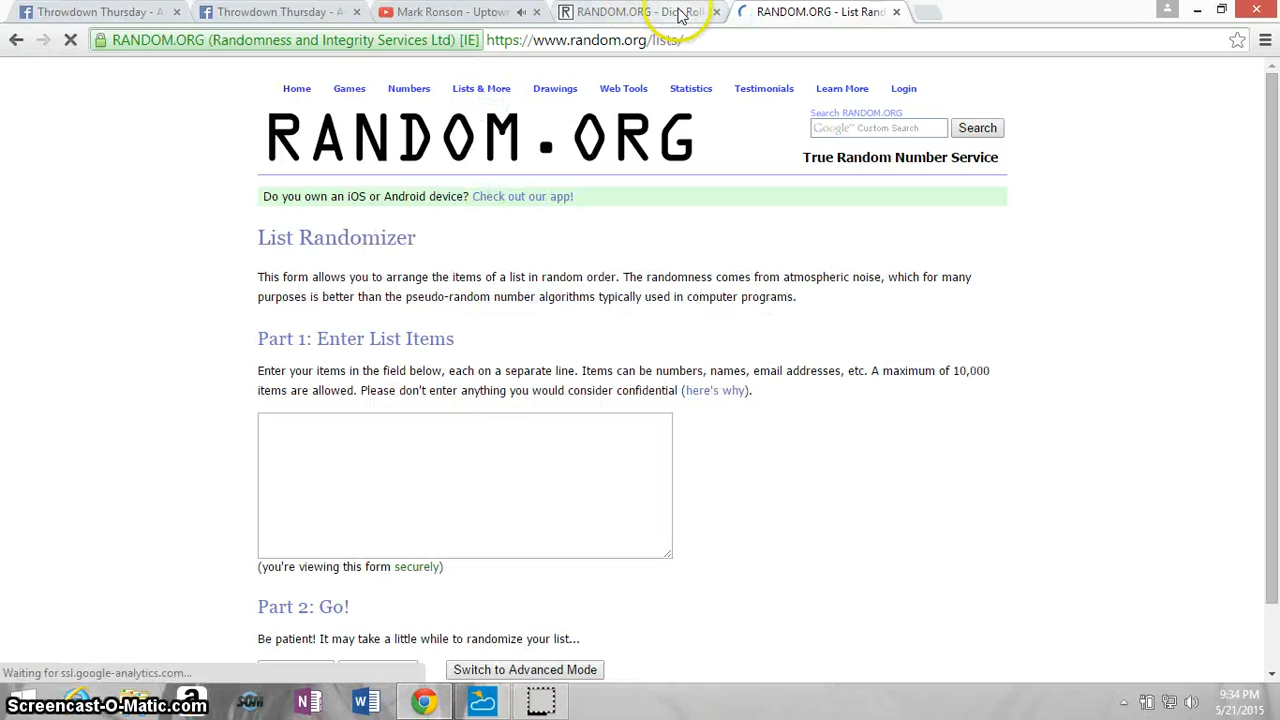 Throwdown Thursday - A
Throwdown Thursday - A
Mark Ronson - Uptown
RANDOM.ORG - Dice Roll
RANDOM.ORG - List Rand
RANDOM.ORG (Randomness and Integrity Services Ltd) [IE] https://www.random.org/lists/
Home Games Numbers Lists & More Drawings Web Tools Statistics Testimonials Learn More Login
RANDOM.ORG
Search RANDOM.ORG
Google™ Custom Search Search
True Random Number Service
Do you own an iOS or Android device? Check out our app!
List Randomizer
This form allows you to arrange the items of a list in random order. The randomness comes from atmospheric noise, which for many
purposes is better than the pseudo-random number algorithms typically used in computer programs.
Part 1: Enter List Items
Enter your items in the field below, each on a separate line. Items can be numbers, names, email addresses, etc. A maximum of 10,000
items are allowed. Please don't enter anything you would consider confidential (here's why).
(you're viewing this form securely)
Part 2: Go!
Be patient! It may take a little while to randomize your list...
Switch to Advanced Mode
Waiting for ssl.google-analytics.com...
Screencast-O-Matic.com
9:34 PM
5/21/2015